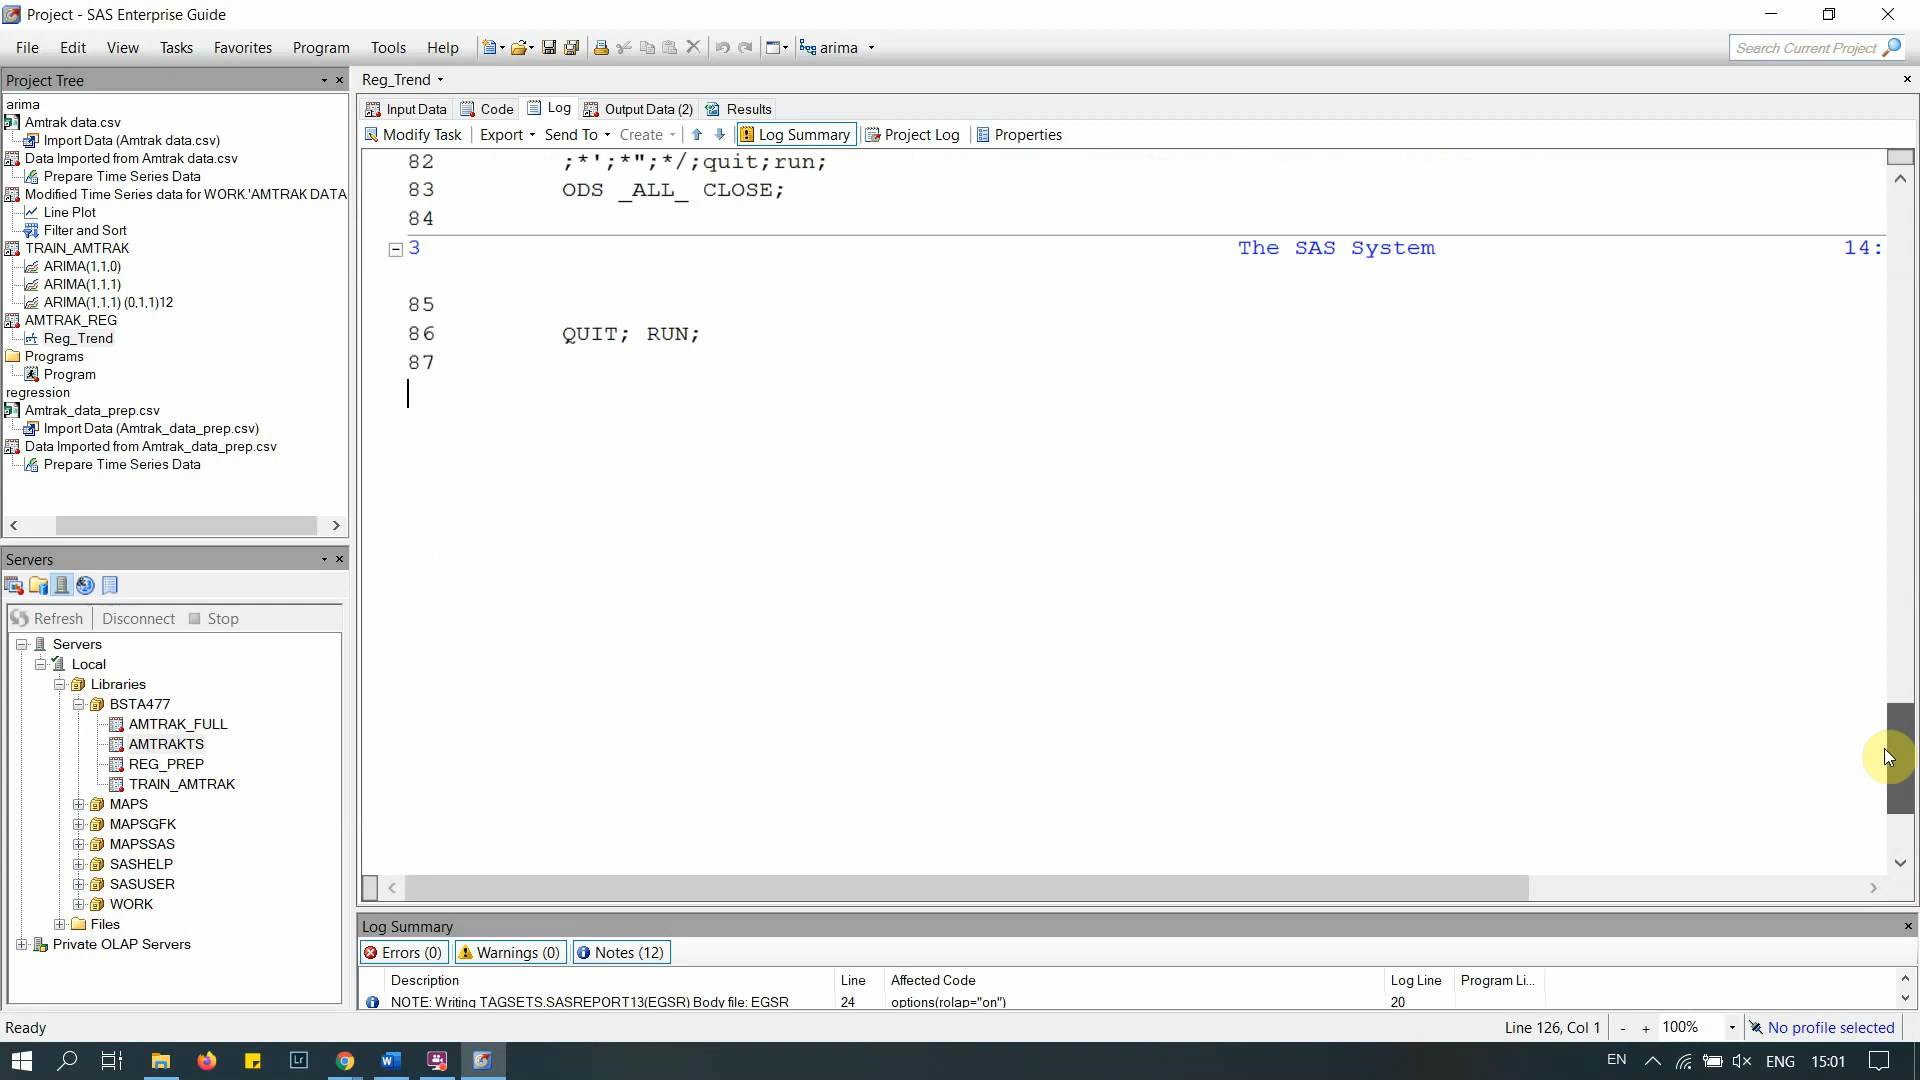 Project - SAS Enterprise Guide
File Edit View Tasks Favorites Program Tools Help arima Search Current Project
Project Tree
arima
Amtrak data.csv
Import Data (Amtrak data.csv)
Data Imported from Amtrak data.csv
Prepare Time Series Data
Modified Time Series data for WORK.'AMTRAK DATA
Line Plot
Filter and Sort
TRAIN_AMTRAK
ARIMA(1,1,0)
ARIMA(1,1,1)
ARIMA(1,1,1) (0,1,1)12
AMTRAK_REG
Reg_Trend
Programs
Program
regression
Amtrak_data_prep.csv
Import Data (Amtrak_data_prep.csv)
Data Imported from Amtrak_data_prep.csv
Prepare Time Series Data
Servers
Refresh Disconnect Stop
Servers
Local
Libraries
BSTA477
AMTRAK_FULL
AMTRAKTS
REG_PREP
TRAIN_AMTRAK
MAPS
MAPSGFK
MAPSSAS
SASHELP
SASUSER
WORK
Files
Private OLAP Servers
Reg_Trend
Input Data Code Log Output Data (2) Results
Modify Task Export Send To Create Log Summary Project Log Properties
82 ;*';*";*/;quit;run;
83 ODS _ALL_ CLOSE;
84
3 The SAS System 14:
85
86 QUIT; RUN;
87
Log Summary
Errors (0) Warnings (0) Notes (12)
Description Line Affected Code Log Line Program Li...
NOTE: Writing TAGSETS.SASREPORT13(EGSR) Body file: EGSR 24 options(rolap="on") 20
Ready Line 126, Col 1 - + 100% No profile selected
Lr EN ENG 15:01